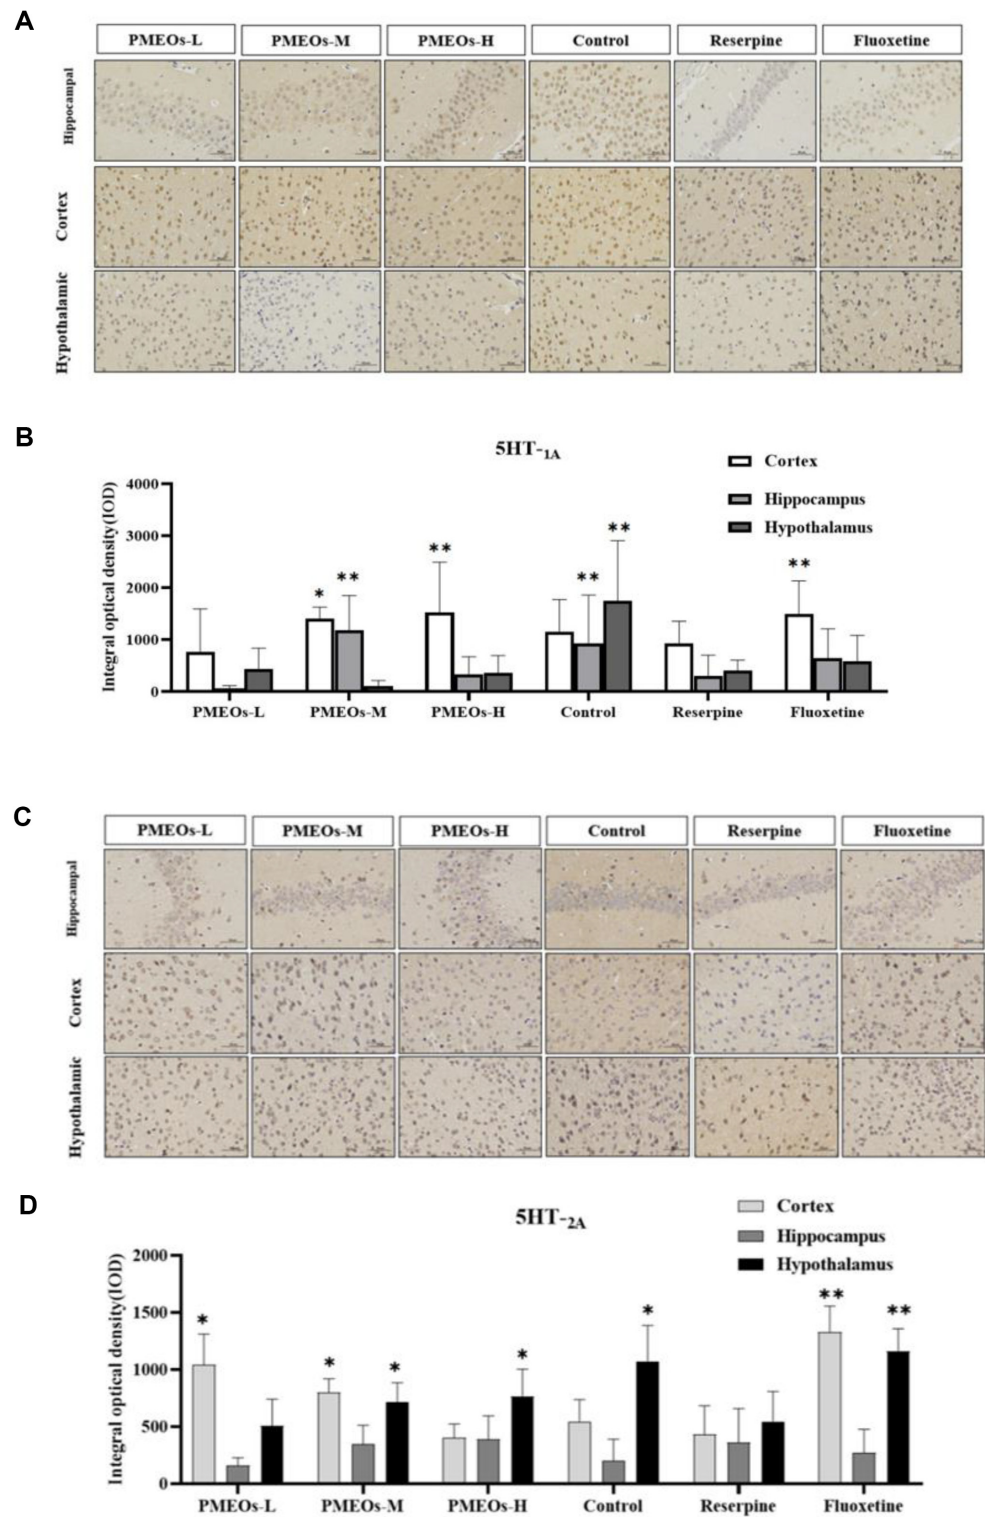 A
PMEOs-L PMEOs-M PMEOs-H Control Reserpine Fluoxetine
Hippocampal
Cortex
Hypothalamic
B
5HT-1A
Cortex
Hippocampus
Hypothalamus
Integral optical density(IOD)
4000
3000
2000
1000
0
** ** * ** ** **
PMEOs-L PMEOs-M PMEOs-H Control Reserpine Fluoxetine
C
PMEOs-L PMEOs-M PMEOs-H Control Reserpine Fluoxetine
Hippocampal
Cortex
Hypothalamic
D
5HT-2A
Cortex
Hippocampus
Hypothalamus
Integral optical density(IOD)
2000
1500
1000
500
0
* * * * * ** **
PMEOs-L PMEOs-M PMEOs-H Control Reserpine Fluoxetine